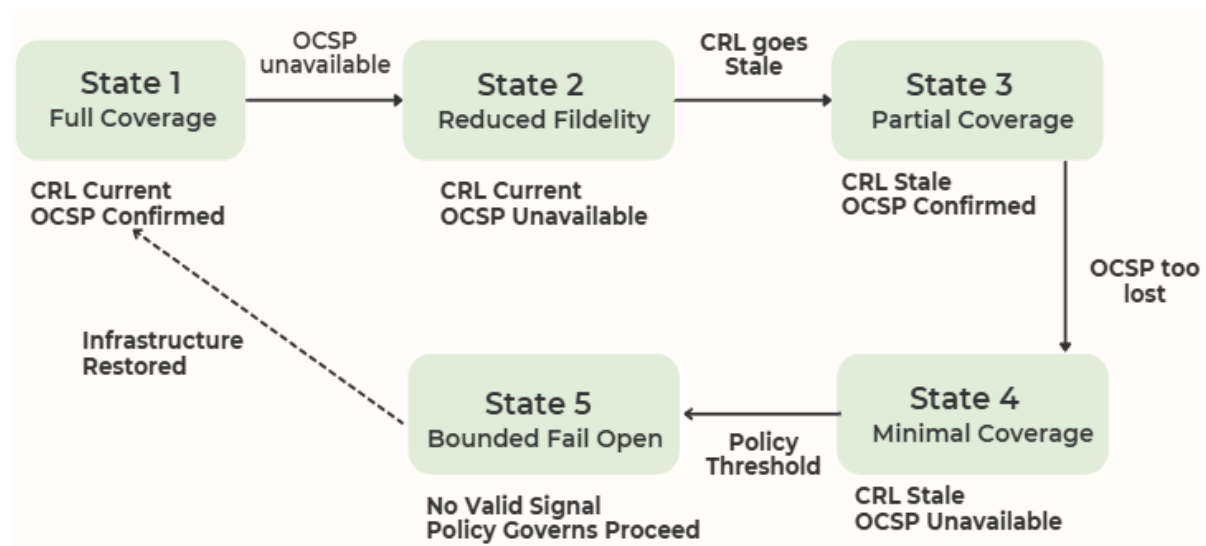 State 1
Full Coverage
CRL Current
OCSP Confirmed
OCSP
unavailable
State 2
Reduced Fildelity
CRL Current
OCSP Unavailable
CRL goes
Stale
State 3
Partial Coverage
CRL Stale
OCSP Confirmed
OCSP too
lost
State 4
Minimal Coverage
CRL Stale
OCSP Unavailable
Policy
Threshold
State 5
Bounded Fail Open
No Valid Signal
Policy Governs Proceed
Infrastructure
Restored